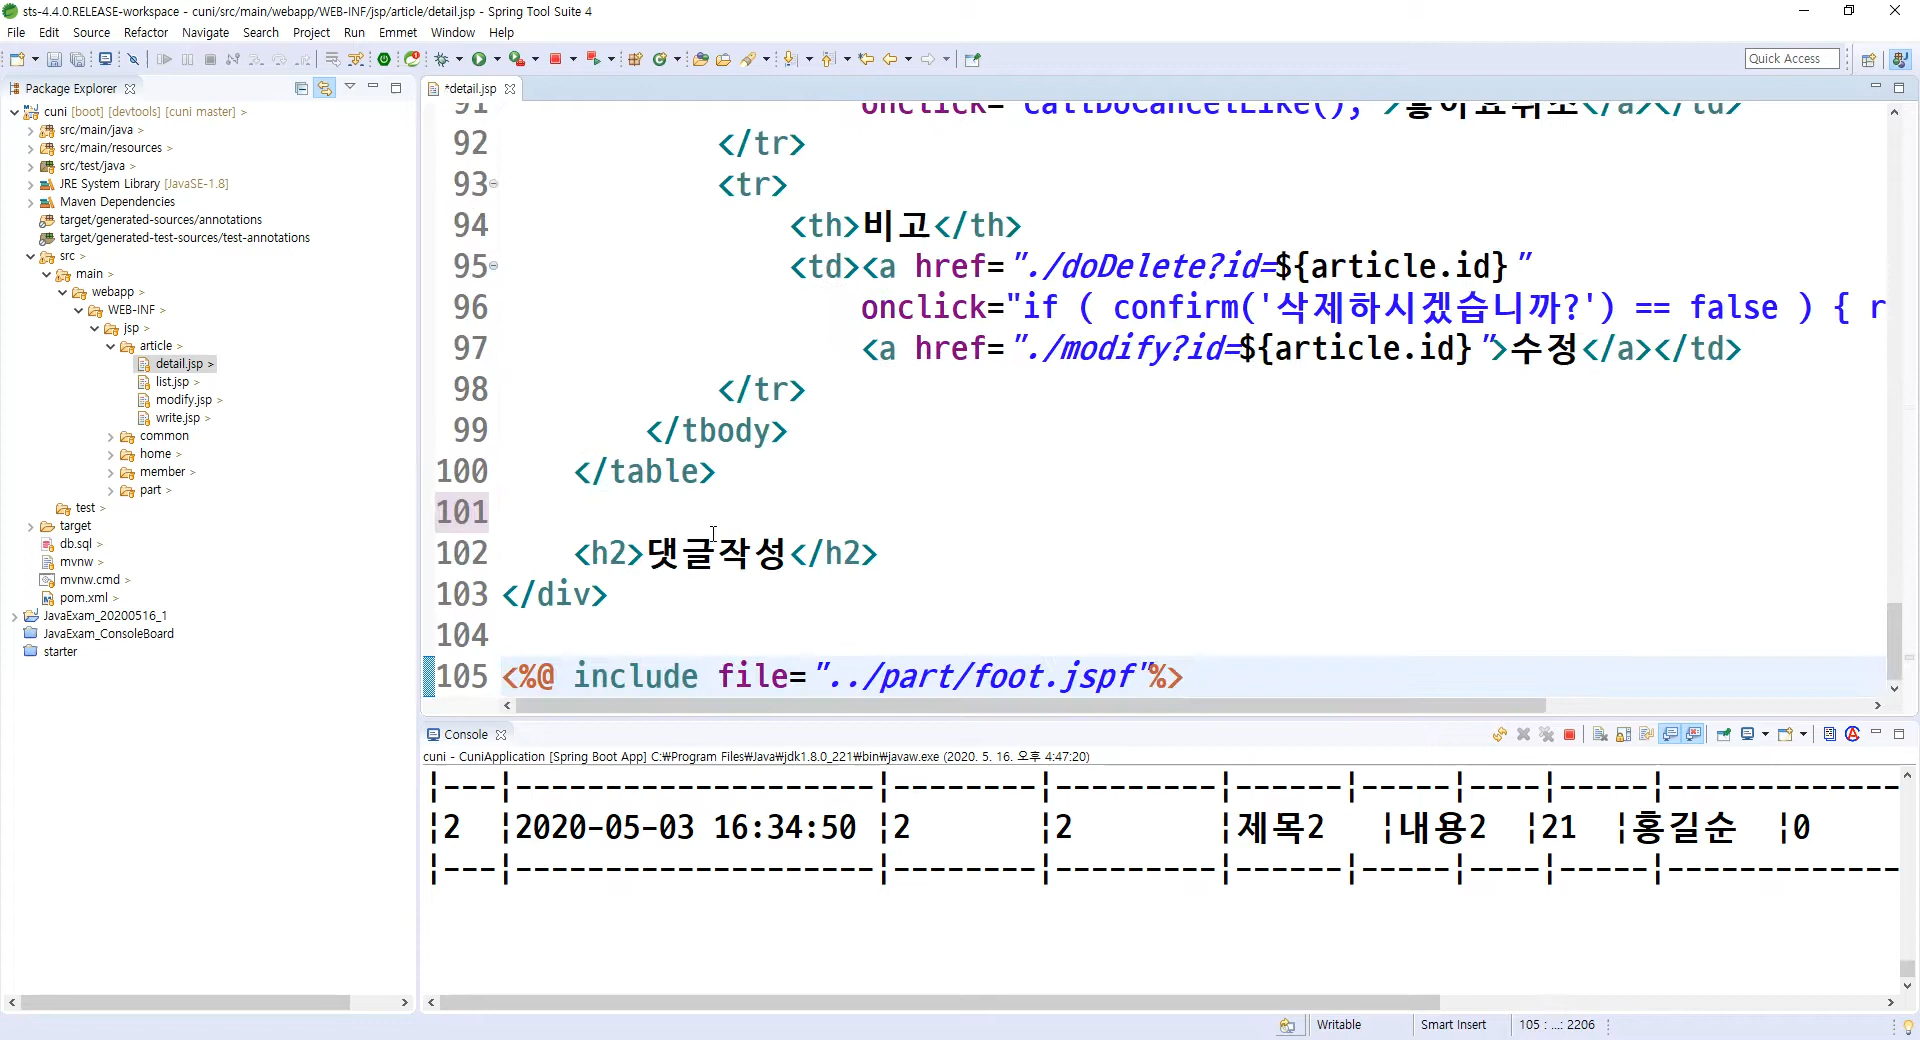 sts-4.4.0.RELEASE-workspace - cuni/src/main/webapp/WEB-INF/jsp/article/detail.jsp - Spring Tool Suite 4
File Edit Source Refactor Navigate Search Project Run Emmet Window Help
Quick Access
Package Explorer
*detail.jsp
cuni [boot] [devtools] [cuni master] >
src/main/java >
src/main/resources >
src/test/java >
JRE System Library [JavaSE-1.8]
Maven Dependencies
target/generated-sources/annotations
target/generated-test-sources/test-annotations
src >
main >
webapp >
WEB-INF >
jsp >
article >
detail.jsp >
list.jsp >
modify.jsp >
write.jsp >
common
home >
member >
part >
test >
target
db.sql >
mvnw >
mvnw.cmd >
pom.xml >
JavaExam_20200516_1
JavaExam_ConsoleBoard
starter
91 onclick="callDoCancelLike();">좋아요취소</a></td>
92 </tr>
93 <tr>
94 <th>비고</th>
95 <td><a href="./doDelete?id=${article.id}"
96 onclick="if ( confirm('삭제하시겠습니까?') == false ) { r
97 <a href="./modify?id=${article.id}">수정</a></td>
98 </tr>
99 </tbody>
100 </table>
101
102 <h2>댓글작성</h2>
103 </div>
104
105 <%@ include file="../part/foot.jspf"%>
Console
cuni - CuniApplication [Spring Boot App] C:₩Program Files₩Java₩jdk1.8.0_221₩bin₩javaw.exe (2020. 5. 16. 오후 4:47:20)
|---|--------------------|--------|---------|------|-----|----|-----|-------------
|2 |2020-05-03 16:34:50 |2 |2 |제목2 |내용2 |21 |홍길순 |0
|---|--------------------|--------|---------|------|-----|----|-----|-------------
Writable Smart Insert 105 : ...: 2206